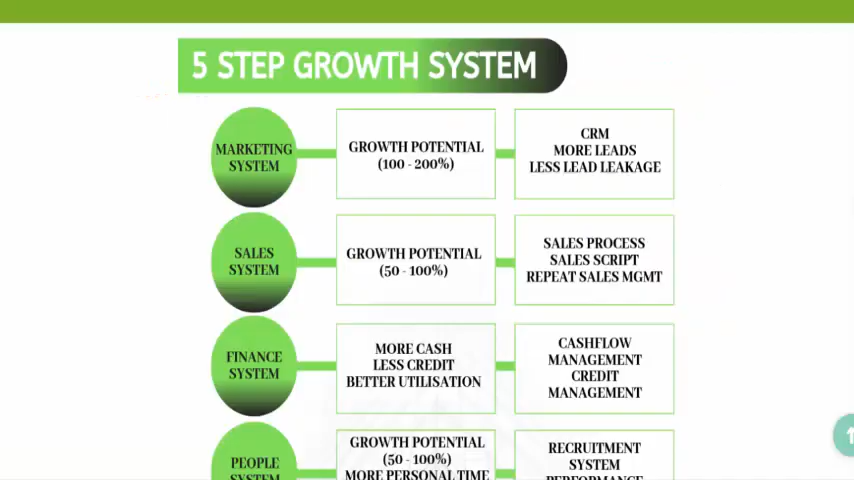 5 STEP GROWTH SYSTEM
MARKETING
SYSTEM
GROWTH POTENTIAL
(100 - 200%)
CRM
MORE LEADS
LESS LEAD LEAKAGE
SALES
SYSTEM
GROWTH POTENTIAL
(50 - 100%)
SALES PROCESS
SALES SCRIPT
REPEAT SALES MGMT
FINANCE
SYSTEM
MORE CASH
LESS CREDIT
BETTER UTILISATION
CASHFLOW
MANAGEMENT
CREDIT
MANAGEMENT
PEOPLE
SYSTEM
GROWTH POTENTIAL
(50 - 100%)
MORE PERSONAL TIME
RECRUITMENT
SYSTEM
PERFORMANCE